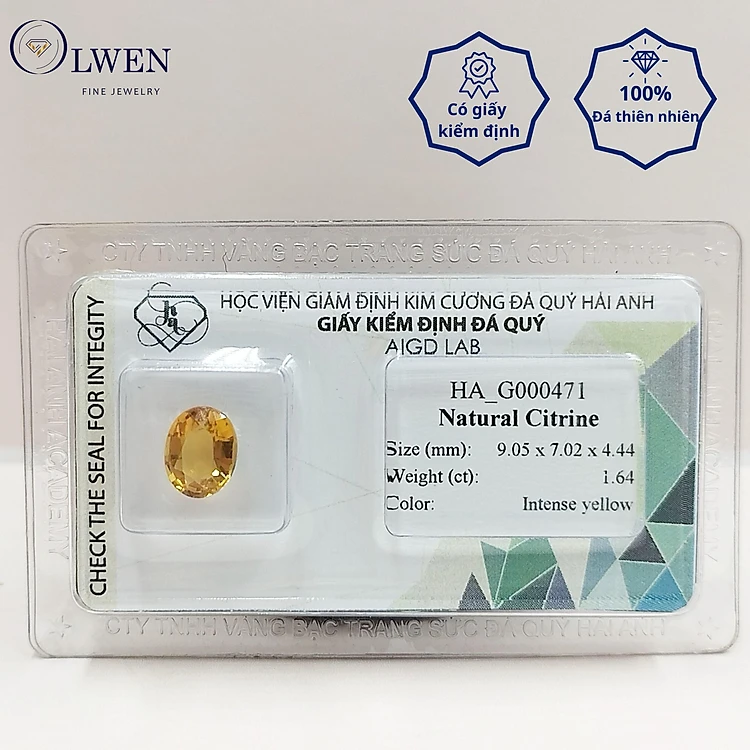 OLWEN
FINE JEWELRY
Có giấy
kiểm định
100%
Đá thiên nhiên
CTY TNHH VÀNG BẠC TRANG SỨC ĐÁ QUÝ HẢI ANH
CHECK THE SEAL FOR INTEGITY
HỌC VIỆN GIÁM ĐỊNH KIM CƯƠNG ĐÁ QUÝ HẢI ANH
GIẤY KIỂM ĐỊNH ĐÁ QUÝ
AIGD LAB
HA_G000471
Natural Citrine
Size (mm): 9.05 x 7.02 x 4.44
Weight (ct): 1.64
Color: Intense yellow
CTY TNHH VÀNG BẠC TRANG SỨC ĐÁ QUÝ HẢI ANH